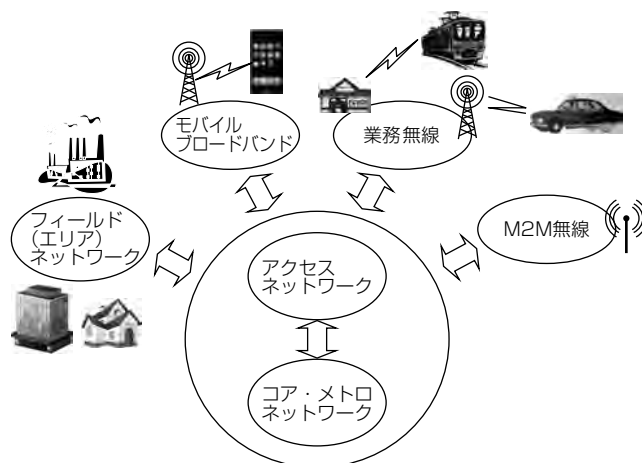 モバイル
ブロードバンド
業務無線
フィールド
(エリア)
ネットワーク
M2M無線
アクセス
ネットワーク
コア・メトロ
ネットワーク